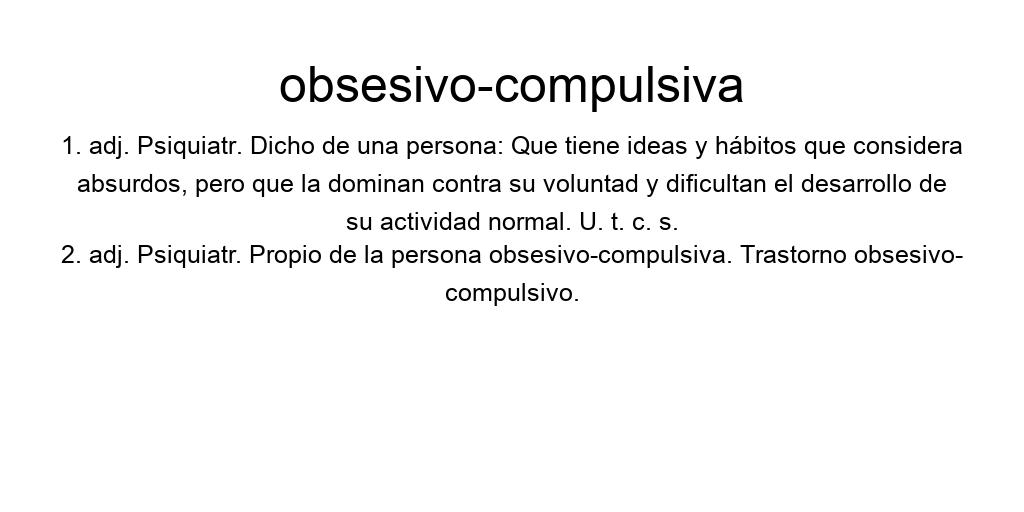 obsesivo-compulsiva
1. adj. Psiquiatr. Dicho de una persona: Que tiene ideas y hábitos que considera
absurdos, pero que la dominan contra su voluntad y dificultan el desarrollo de
su actividad normal. U. t. c. s.
2. adj. Psiquiatr. Propio de la persona obsesivo-compulsiva. Trastorno obsesivo-
compulsivo.